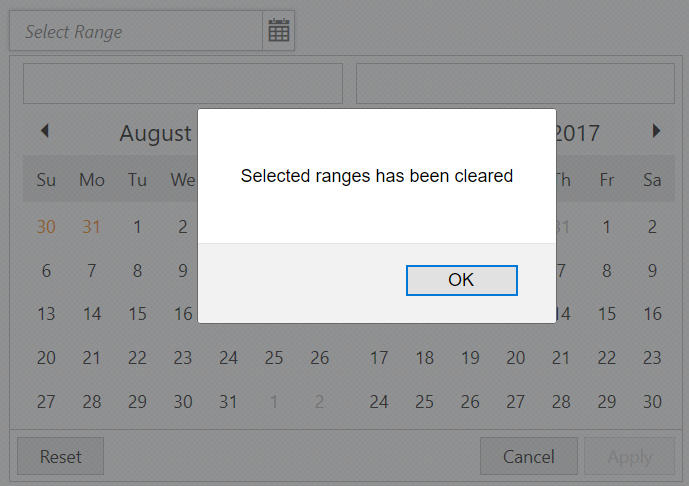 Select Range
August 2017
Su Mo Tu We Th Fr Sa
Selected ranges has been cleared
30 31 1 2 31 1 2
6 7 8 9 7 8 9
OK
13 14 15 16 14 15 16
20 21 22 23 24 25 26 17 18 19 20 21 22 23
27 28 29 30 31 1 2 24 25 26 27 28 29 30
Reset Cancel Apply